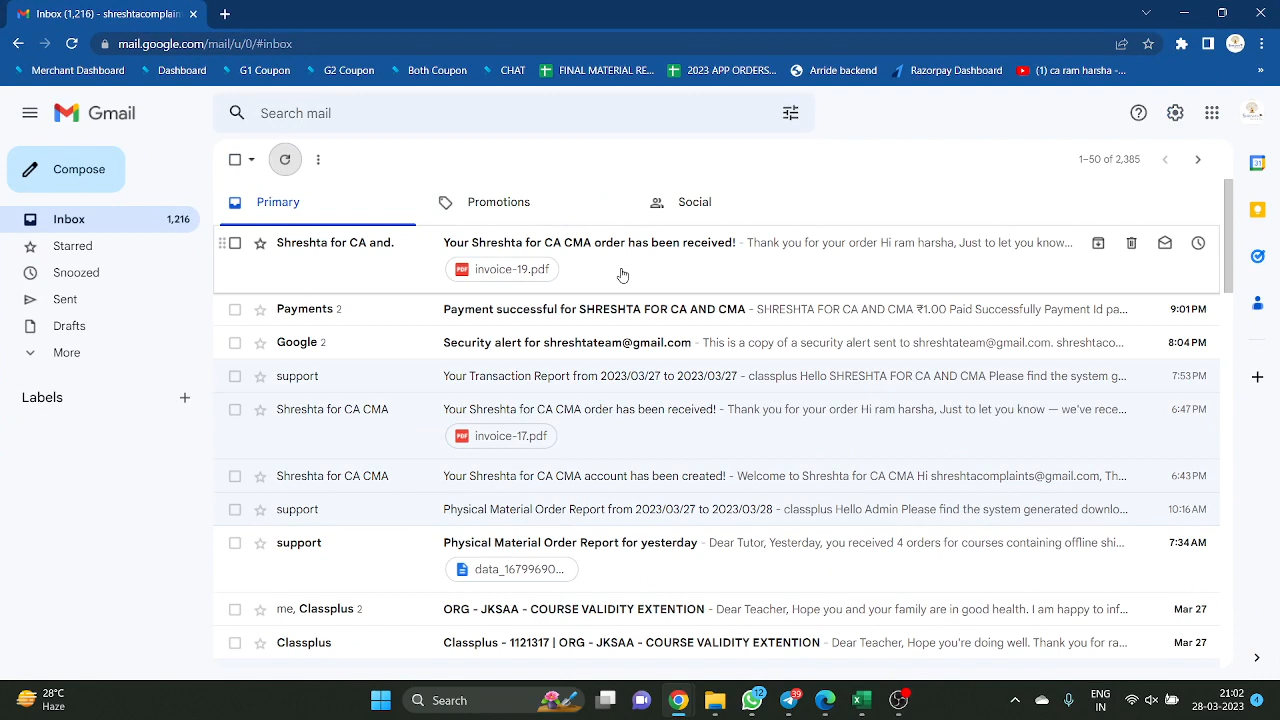 Inbox (1,216) - shreshtacomplain
mail.google.com/mail/u/0/#inbox
Merchant Dashboard Dashboard G1 Coupon G2 Coupon Both Coupon CHAT FINAL MATERIAL RE... 2023 APP ORDERS... Arride backend Razorpay Dashboard (1) ca ram harsha -... »
Gmail Search mail
Compose 1–50 of 2,385
Primary Promotions Social
Inbox 1,216
Starred
Snoozed
Sent
Drafts
More
Labels
Shreshta for CA and. Your Shreshta for CA CMA order has been received! - Thank you for your order Hi ram harsha, Just to let you know...
PDF invoice-19.pdf
Payments 2 Payment successful for SHRESHTA FOR CA AND CMA - SHRESHTA FOR CA AND CMA ₹1.00 Paid Successfully Payment Id pa... 9:01 PM
Google 2 Security alert for shreshtateam@gmail.com - This is a copy of a security alert sent to shreshtateam@gmail.com. shreshtaco... 8:04 PM
support Your Transaction Report from 2023/03/27 to 2023/03/27 - classplus Hello SHRESHTA FOR CA AND CMA Please find the system g... 7:53 PM
Shreshta for CA CMA Your Shreshta for CA CMA order has been received! - Thank you for your order Hi ram harsha, Just to let you know — we've rece... 6:47 PM
PDF invoice-17.pdf
Shreshta for CA CMA Your Shreshta for CA CMA account has been created! - Welcome to Shreshta for CA CMA Hi shreshtacomplaints@gmail.com, Th... 6:43 PM
support Physical Material Order Report from 2023/03/27 to 2023/03/28 - classplus Hello Admin Please find the system generated downlo... 10:16 AM
support Physical Material Order Report for yesterday - Dear Tutor, Yesterday, you received 4 orders for courses containing offline shi... 7:34 AM
data_16799690...
me, Classplus 2 ORG - JKSAA - COURSE VALIDITY EXTENTION - Dear Teacher, Hope you and your family are in good health. I am happy to inf... Mar 27
Classplus Classplus - 1121317 | ORG - JKSAA - COURSE VALIDITY EXTENTION - Dear Teacher, Hope you're doing well. Thank you for ra... Mar 27
31
28°C
Haze
Search
12
39
ENG
IN
21:02
28-03-2023
4